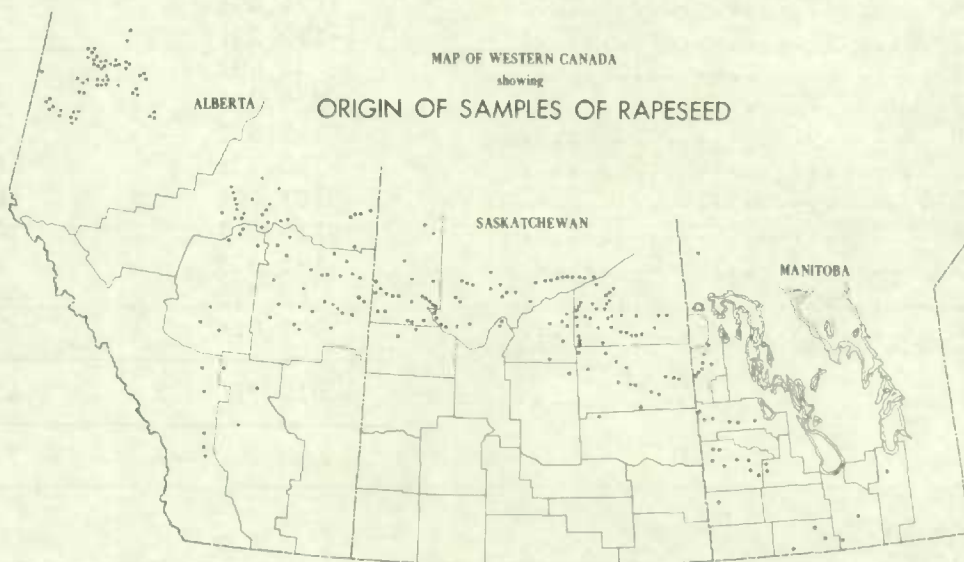 MAP OF WESTERN CANADA
showing
ORIGIN OF SAMPLES OF RAPESEED
ALBERTA
SASKATCHEWAN
MANITOBA